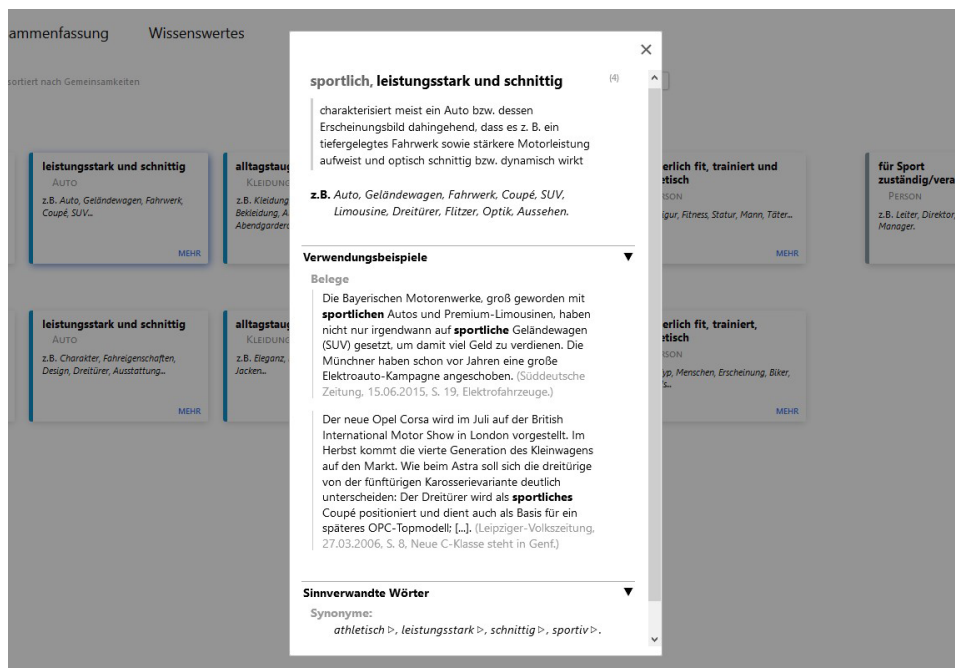 ammenfassung Wissenswertes
sortiert nach Gemeinsamkeiten
sportlich, leistungsstark und schnittig (4)
charakterisiert meist ein Auto bzw. dessen
Erscheinungsbild dahingehend, dass es z. B. ein
tiefergelegtes Fahrwerk sowie stärkere Motorleistung
aufweist und optisch schnittig bzw. dynamisch wirkt
z.B. Auto, Geländewagen, Fahrwerk, Coupé, SUV,
Limousine, Dreitürer, Flitzer, Optik, Aussehen.
Verwendungsbeispiele
Belege
Die Bayerischen Motorenwerke, groß geworden mit
sportlichen Autos und Premium-Limousinen, haben
nicht nur irgendwann auf sportliche Geländewagen
(SUV) gesetzt, um damit viel Geld zu verdienen. Die
Münchner haben schon vor Jahren eine große
Elektroauto-Kampagne angeschoben. (Süddeutsche
Zeitung, 15.06.2015, S. 19, Elektrofahrzeuge.)
Der neue Opel Corsa wird im Juli auf der British
International Motor Show in London vorgestellt. Im
Herbst kommt die vierte Generation des Kleinwagens
auf den Markt. Wie beim Astra soll sich die dreitürige
von der fünftürigen Karosserievariante deutlich
unterscheiden: Der Dreitürer wird als sportliches
Coupé positioniert und dient auch als Basis für ein
späteres OPC-Topmodell; [...]. (Leipziger-Volkszeitung,
27.03.2006, S. 8, Neue C-Klasse steht in Genf.)
Sinnverwandte Wörter
Synonyme:
athletisch ▷, leistungsstark ▷, schnittig ▷, sportiv ▷.
leistungsstark und schnittig
AUTO
z.B. Auto, Geländewagen, Fahrwerk,
Coupé, SUV...
MEHR
alltagstaug
KLEIDUNG
z.B. Kleidung
Bekleidung, A
Abendgardero
erlich fit, trainiert und
etisch
RSON
igur, Fitness, Statur, Mann, Täter...
MEHR
für Sport
zuständig/vera
PERSON
z.B. Leiter, Direktor,
Manager.
leistungsstark und schnittig
AUTO
z.B. Charakter, Fahreigenschaften,
Design, Dreitürer, Ausstattung...
MEHR
alltagstaug
KLEIDUNG
z.B. Eleganz,
Jacken...
erlich fit, trainiert,
etisch
RSON
yp, Menschen, Erscheinung, Biker,
s...
MEHR